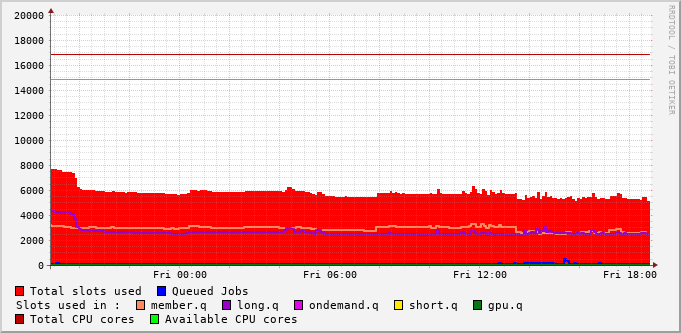 20000
18000
16000
14000
12000
10000
8000
6000
4000
2000
0
Fri 00:00 Fri 06:00 Fri 12:00 Fri 18:00
Total slots used Queued Jobs
Slots used in : member.q long.q ondemand.q short.q gpu.q
Total CPU cores Available CPU cores
RRDTOOL / TOBI OETIKER